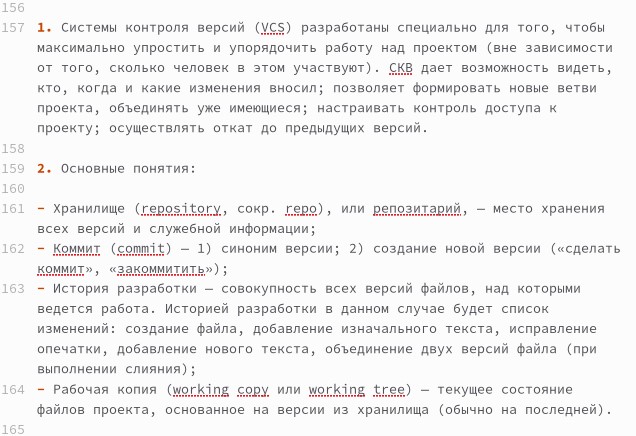 156
157 1. Системы контроля версий (VCS) разработаны специально для того, чтобы
максимально упростить и упорядочить работу над проектом (вне зависимости
от того, сколько человек в этом участвуют). СКВ дает возможность видеть,
кто, когда и какие изменения вносил; позволяет формировать новые ветви
проекта, объединять уже имеющиеся; настраивать контроль доступа к
проекту; осуществлять откат до предыдущих версий.
158
159 2. Основные понятия:
160
161 - Хранилище (repository, сокр. repo), или репозитарий, — место хранения
всех версий и служебной информации;
162 - Коммит (commit) — 1) синоним версии; 2) создание новой версии («сделать
коммит», «закоммитить»);
163 - История разработки — совокупность всех версий файлов, над которыми
ведется работа. Историей разработки в данном случае будет список
изменений: создание файла, добавление изначального текста, исправление
опечатки, добавление нового текста, объединение двух версий файла (при
выполнении слияния);
164 - Рабочая копия (working copy или working tree) — текущее состояние
файлов проекта, основанное на версии из хранилища (обычно на последней).
165